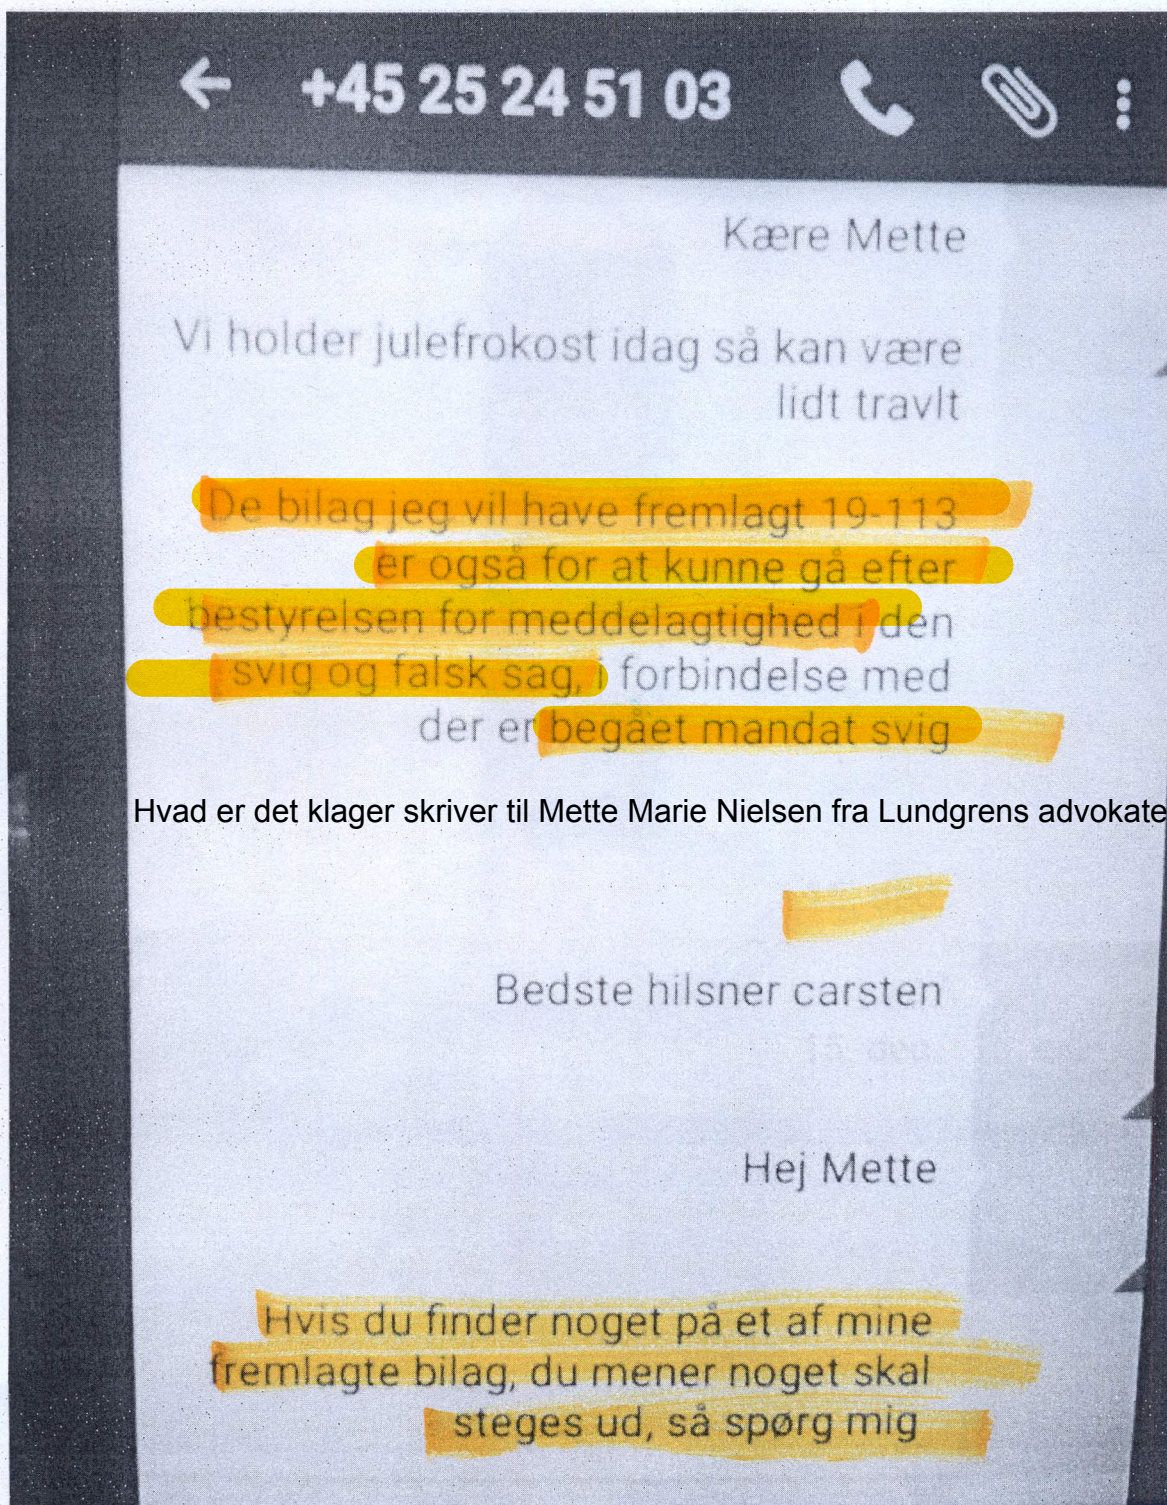 +45 25 24 51 03
Kære Mette
Vi holder julefrokost idag så kan være
lidt travlt
De bilag jeg vil have fremlagt 19-113
er også for at kunne gå efter
bestyrelsen for meddelagtighed i den
svig og falsk sag, i forbindelse med
der er begået mandat svig
Hvad er det klager skriver til Mette Marie Nielsen fra Lundgrens advokate
Bedste hilsner carsten
15. dec.
Hej Mette
Hvis du finder noget på et af mine
fremlagte bilag, du mener noget skal
steges ud, så spørg mig